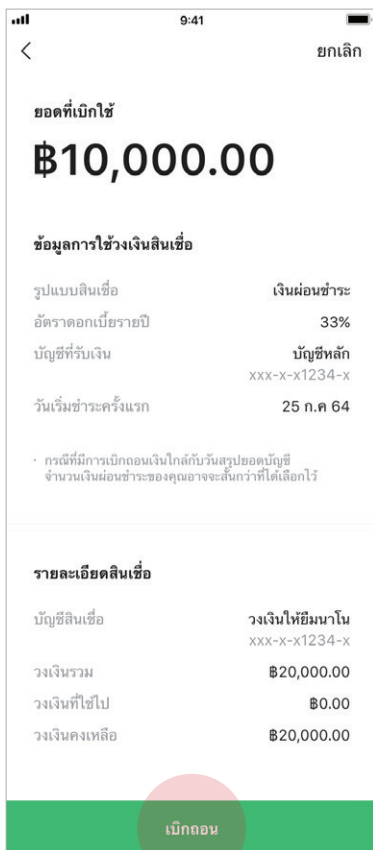 9:41
ยกเลิก
ยอดที่เบิกใช้
฿10,000.00
ข้อมูลการใช้วงเงินสินเชื่อ
รูปแบบสินเชื่อ เงินผ่อนชำระ
อัตราดอกเบี้ยรายปี 33%
บัญชีที่รับเงิน บัญชีหลัก
xxx-x-x1234-x
วันเริ่มชำระครั้งแรก 25 ก.ค 64
· กรณีที่มีการเบิกถอนเงินใกล้กับวันสรุปยอดบัญชี
จำนวนเงินผ่อนชำระของคุณอาจจะสั้นกว่าที่ได้เลือกไว้
รายละเอียดสินเชื่อ
บัญชีสินเชื่อ วงเงินให้ยืมนาโน
xxx-x-x1234-x
วงเงินรวม ฿20,000.00
วงเงินที่ใช้ไป ฿0.00
วงเงินคงเหลือ ฿20,000.00
เบิกถอน